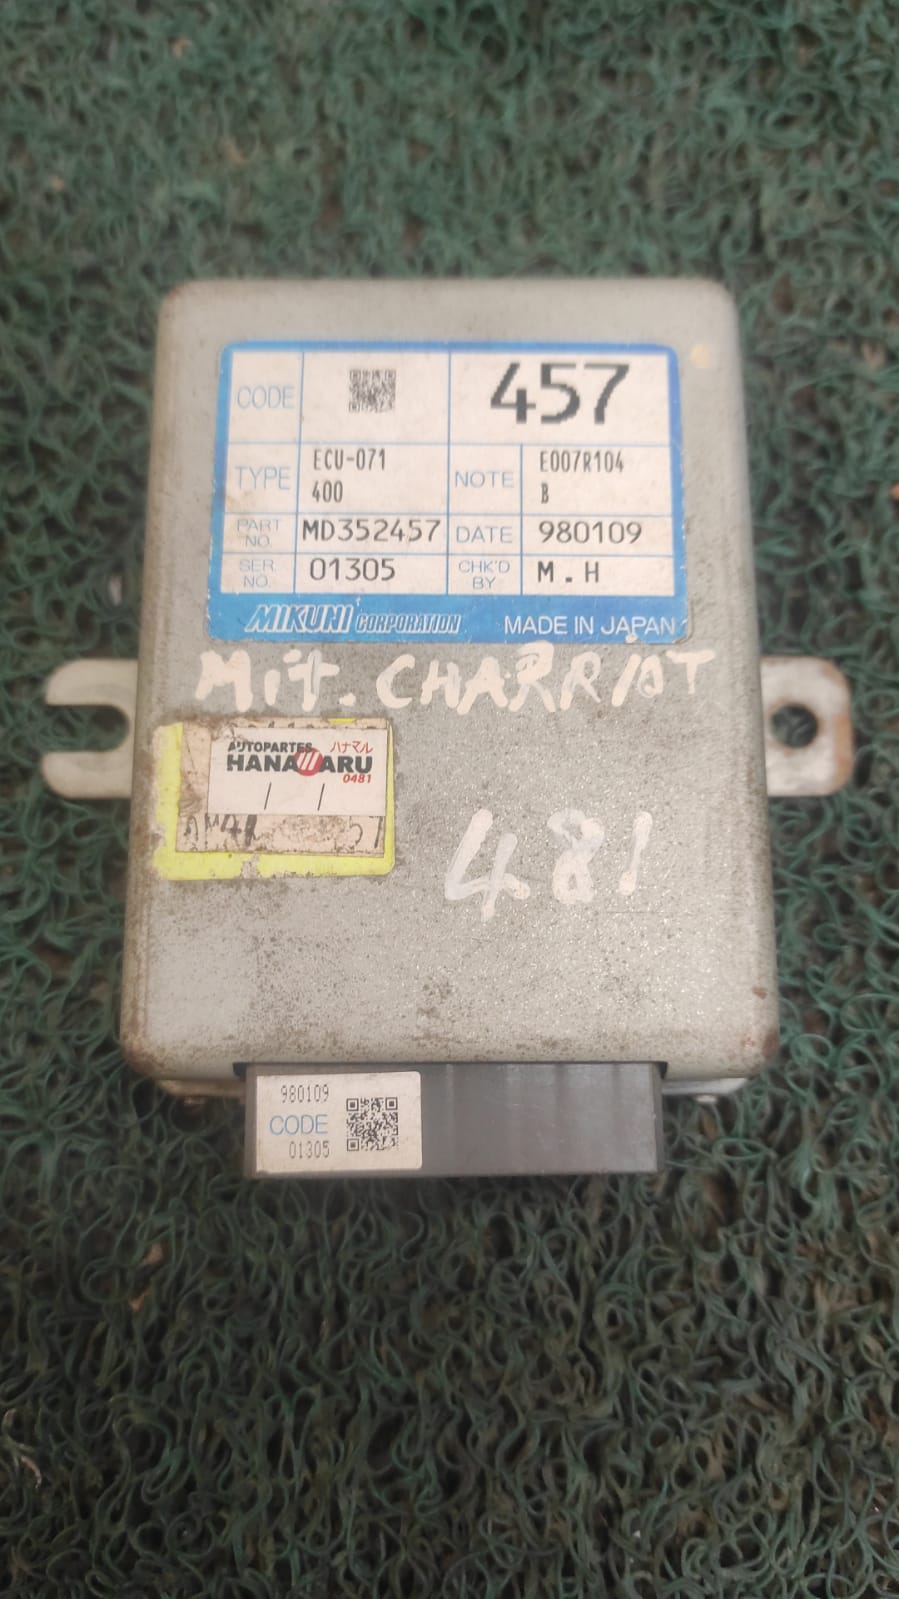 CODE 457
TYPE ECU-071 400 NOTE E007R104 B
PART NO. MD352457 DATE 980109
SER. NO. 01305 CHK'D BY M.H
MIKUNI CORPORATION MADE IN JAPAN
Mit. CHARRIOT
AUTOPARTES ハナマル
HANAMARU
0481
481
980109
CODE
01305